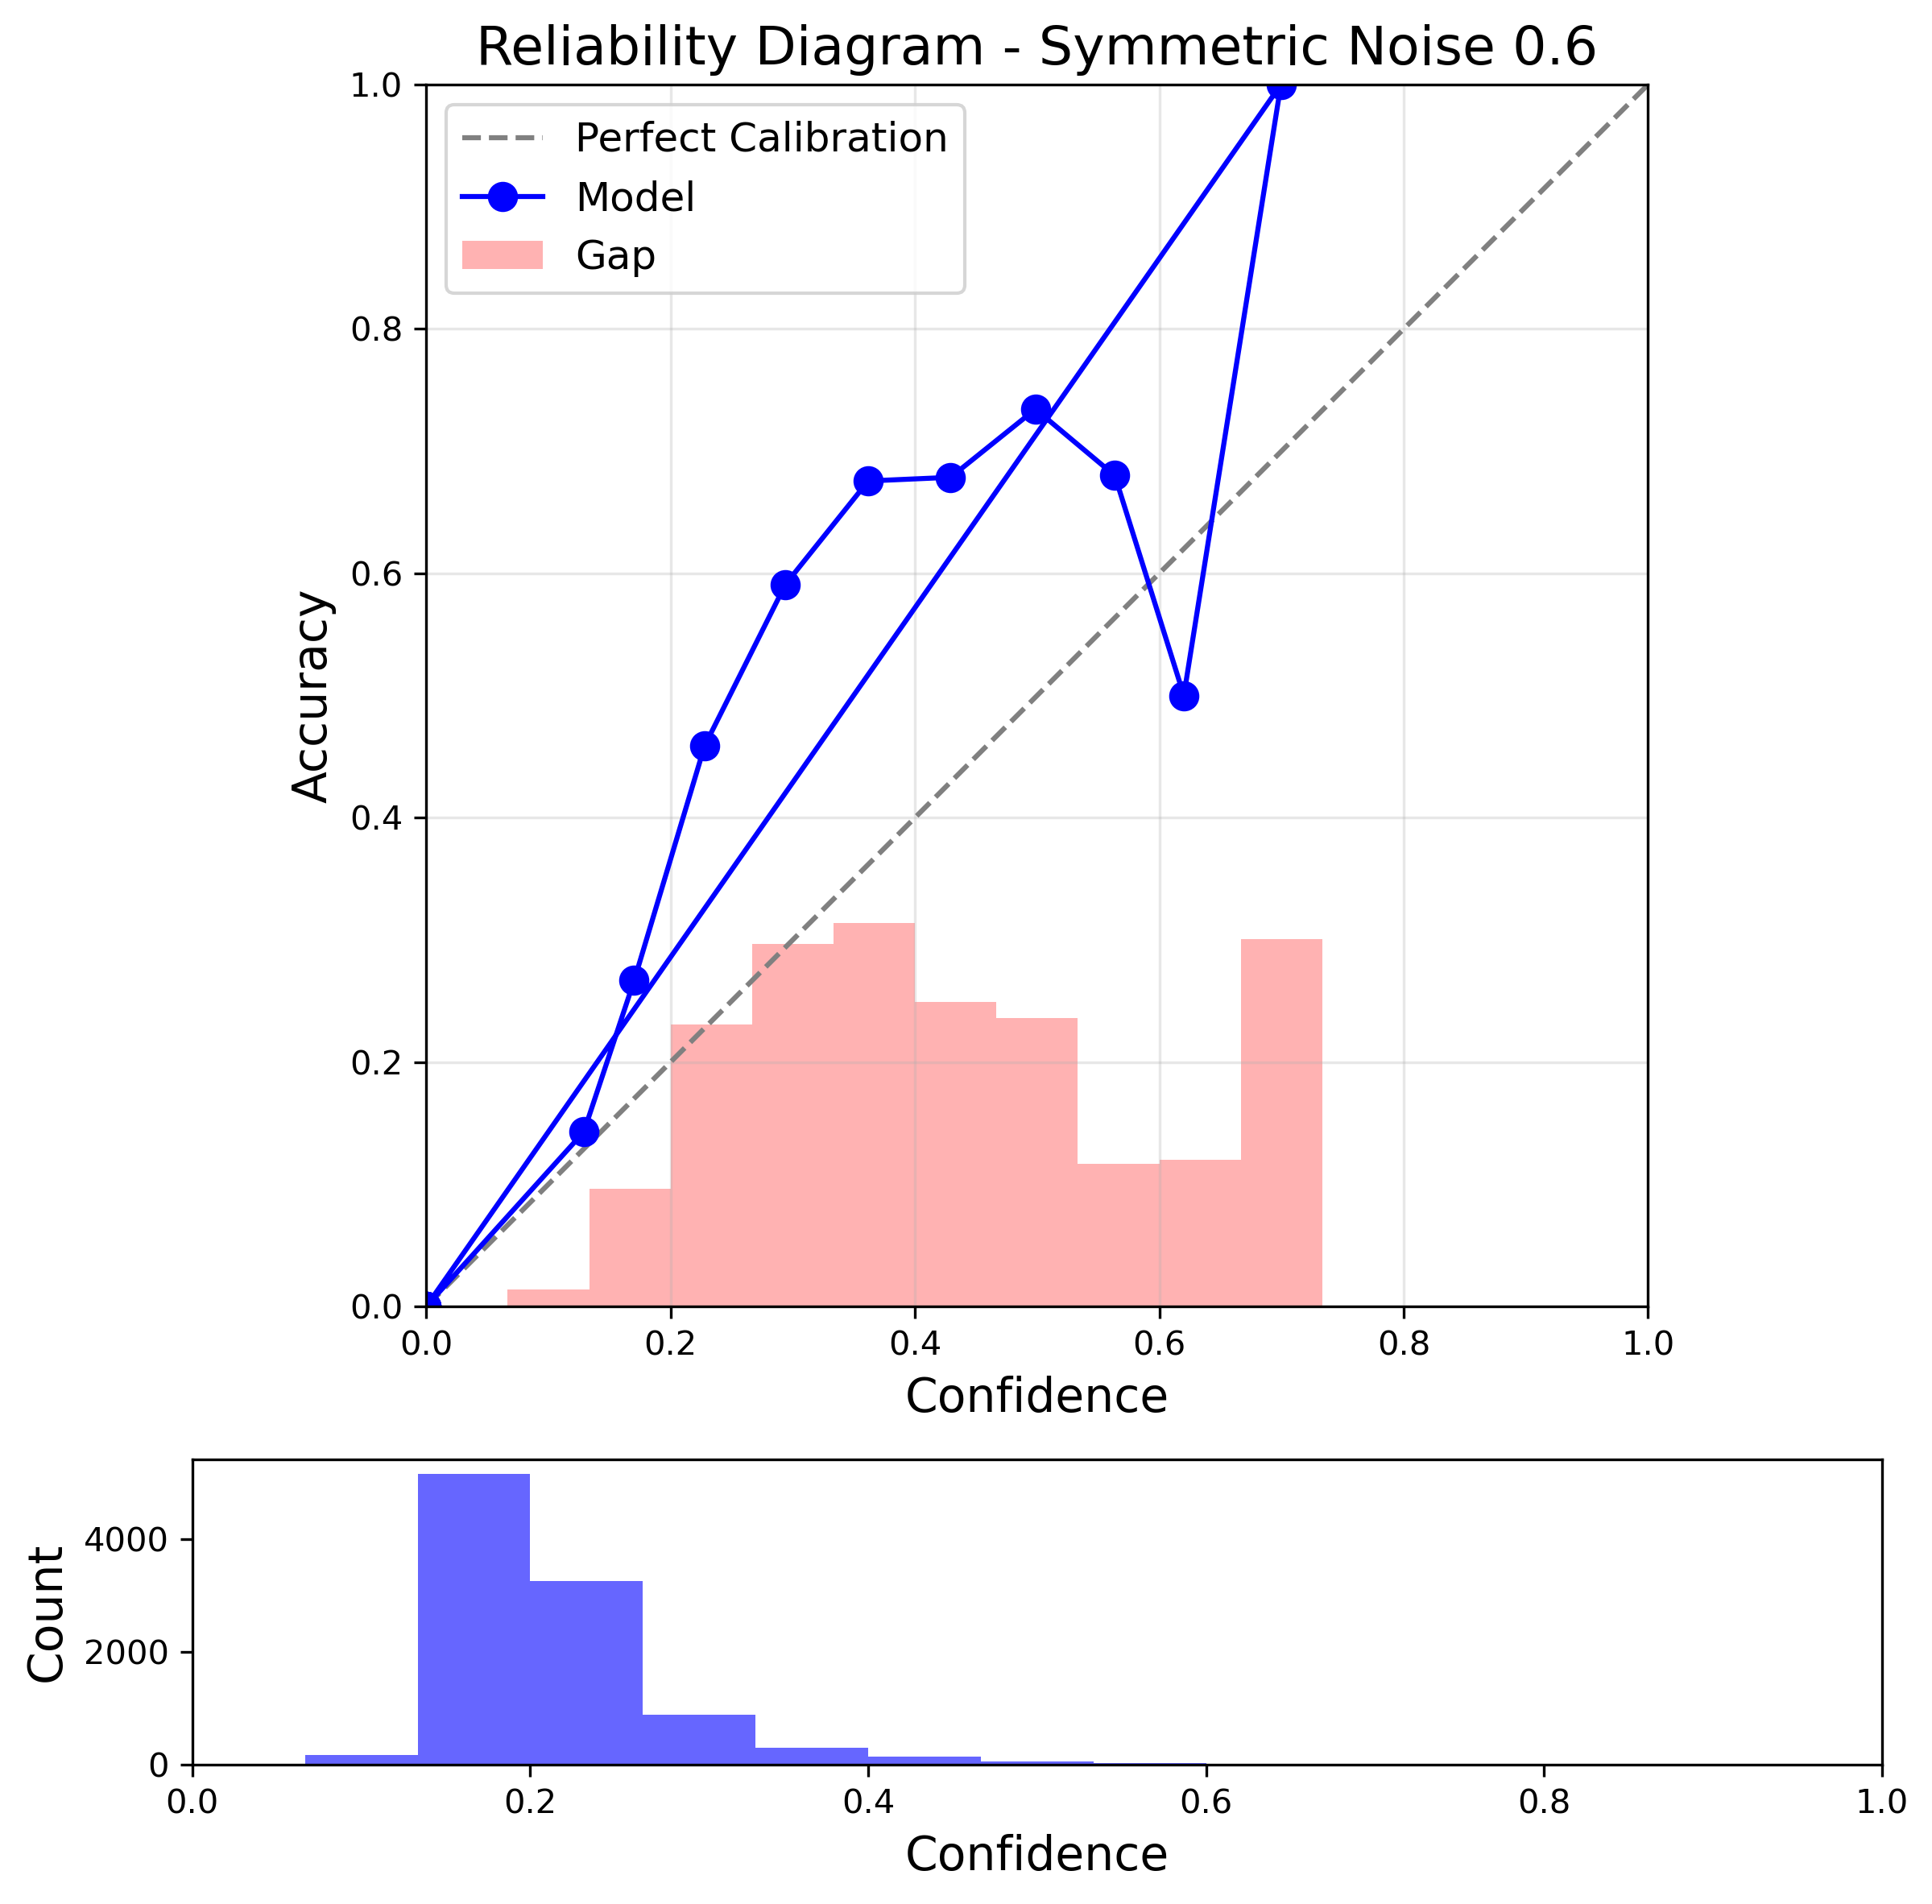 Reliability Diagram - Symmetric Noise 0.6
Perfect Calibration
Model
Gap
Accuracy
1.0
0.8
0.6
0.4
0.2
0.0
0.0 0.2 0.4 0.6 0.8 1.0
Confidence
Count
4000
2000
0
0.0 0.2 0.4 0.6 0.8 1.0
Confidence